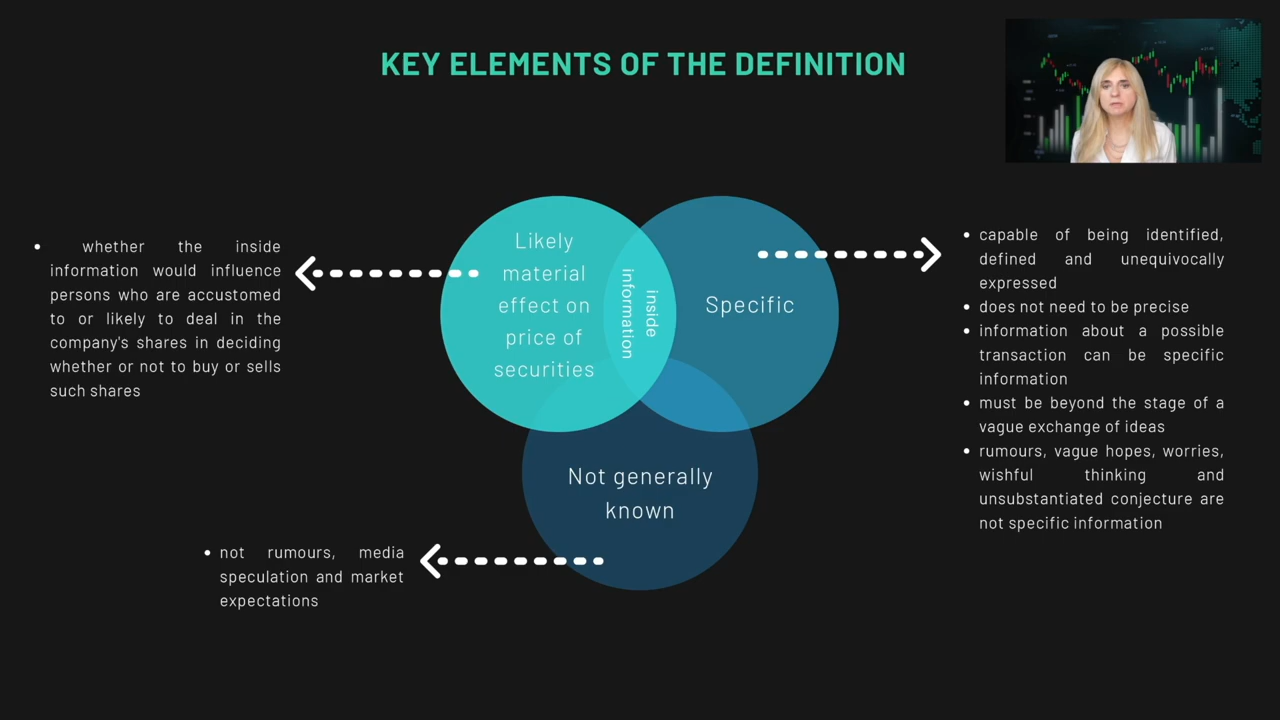 KEY ELEMENTS OF THE DEFINITION
• whether the inside
information would influence
persons who are accustomed
to or likely to deal in the
company's shares in deciding
whether or not to buy or sells
such shares
Likely
material
effect on
price of
securities
inside
information
Specific
• capable of being identified,
defined and unequivocally
expressed
• does not need to be precise
• information about a possible
transaction can be specific
information
• must be beyond the stage of a
vague exchange of ideas
• rumours, vague hopes, worries,
wishful thinking and
unsubstantiated conjecture are
not specific information
Not generally
known
• not rumours, media
speculation and market
expectations